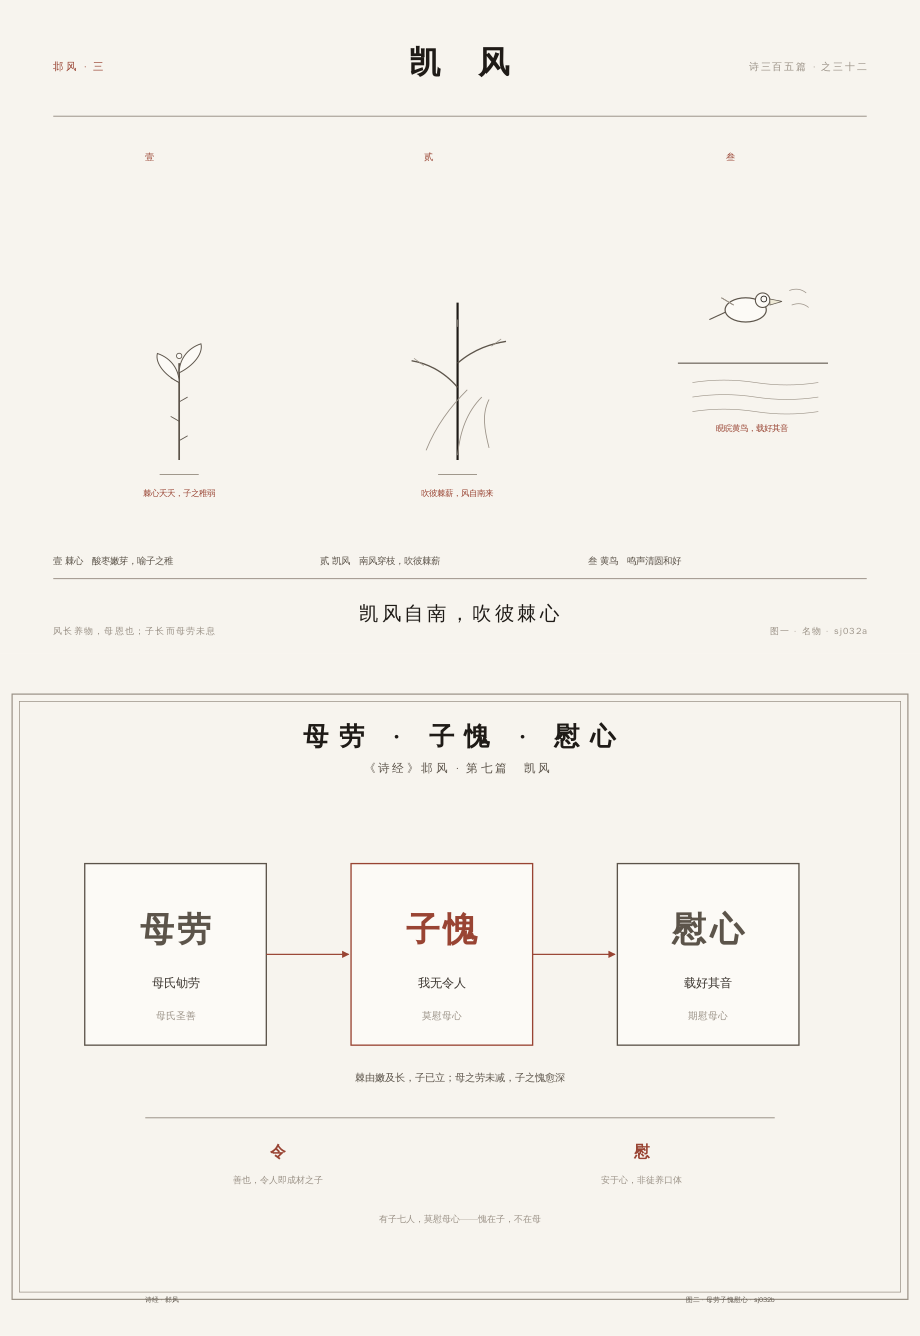 邶风 · 三
凯 风
诗三百五篇 · 之三十二
壹
贰
叁
睍睆黄鸟，载好其音
棘心夭夭，子之稚弱
吹彼棘薪，风自南来
壹 棘心 酸枣嫩芽，喻子之稚
贰 凯风 南风穿枝，吹彼棘薪
叁 黄鸟 鸣声清圆和好
凯风自南，吹彼棘心
风长养物，母恩也；子长而母劳未息
图一 · 名物 · sj032a
母劳 · 子愧 · 慰心
《诗经》邶风 · 第七篇 凯风
母劳
子愧
慰心
母氏劬劳
我无令人
载好其音
母氏圣善
莫慰母心
期慰母心
棘由嫩及长，子已立；母之劳未减，子之愧愈深
令
慰
善也，令人即成材之子
安于心，非徒养口体
有子七人，莫慰母心——愧在子，不在母
诗经 · 邶风
图二 · 母劳子愧慰心 · sj032b